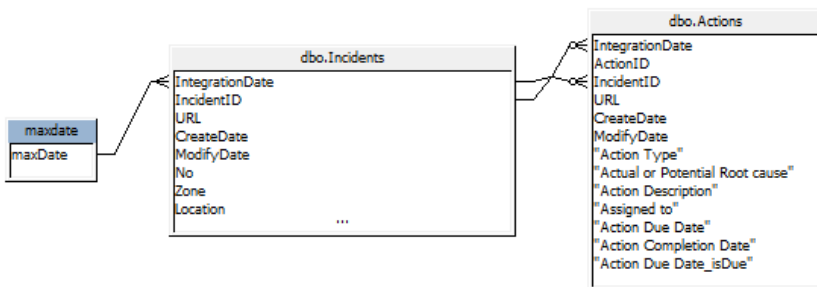 maxdate
maxDate
dbo.Incidents
IntegrationDate
IncidentID
URL
CreateDate
ModifyDate
No
Zone
Location
...
dbo.Actions
IntegrationDate
ActionID
IncidentID
URL
CreateDate
ModifyDate
"Action Type"
"Actual or Potential Root cause"
"Action Description"
"Assigned to"
"Action Due Date"
"Action Completion Date"
"Action Due Date_isDue"